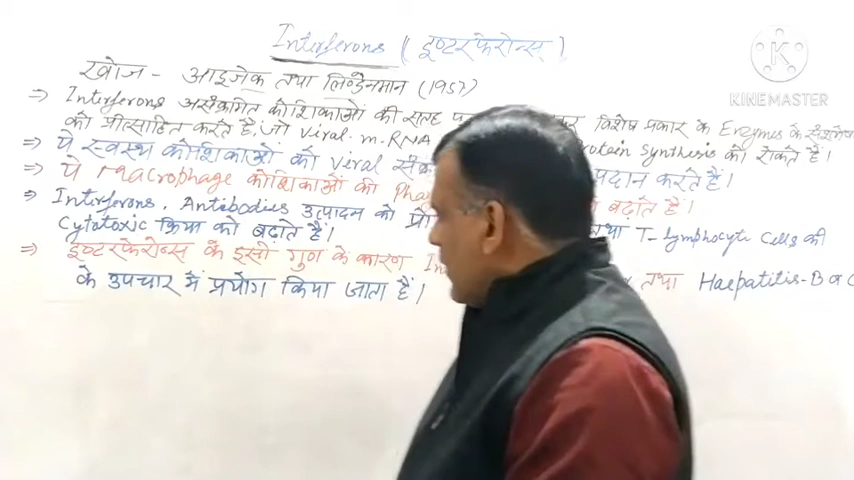 Interferons (इण्टरफेरोन्स)
खोज - आइजेक तथा लिण्डेनमान (1957)
⇒ Interferons असंक्रमित कोशिकाओं की सतह विशेष प्रकार के Enzymes के संश्लेषण
को प्रोत्साहित करते हैं, जो Viral m.RNA Protein Synthesis को रोकते हैं।
⇒ ये स्वस्थ कोशिकाओं को Viral प्रदान करते हैं।
⇒ ये Macrophage कोशिकाओं की बढ़ाते हैं।
⇒ Interferons, Antibodies उत्पादन को तथा T-lymphocyte Cells की
Cytotoxic क्रिया को बढ़ाते हैं।
⇒ इण्टरफेरोन्स के इसी गुण के कारण तथा Haepatitis-B or C
के उपचार में प्रयोग किया जाता है।
KINEMASTER